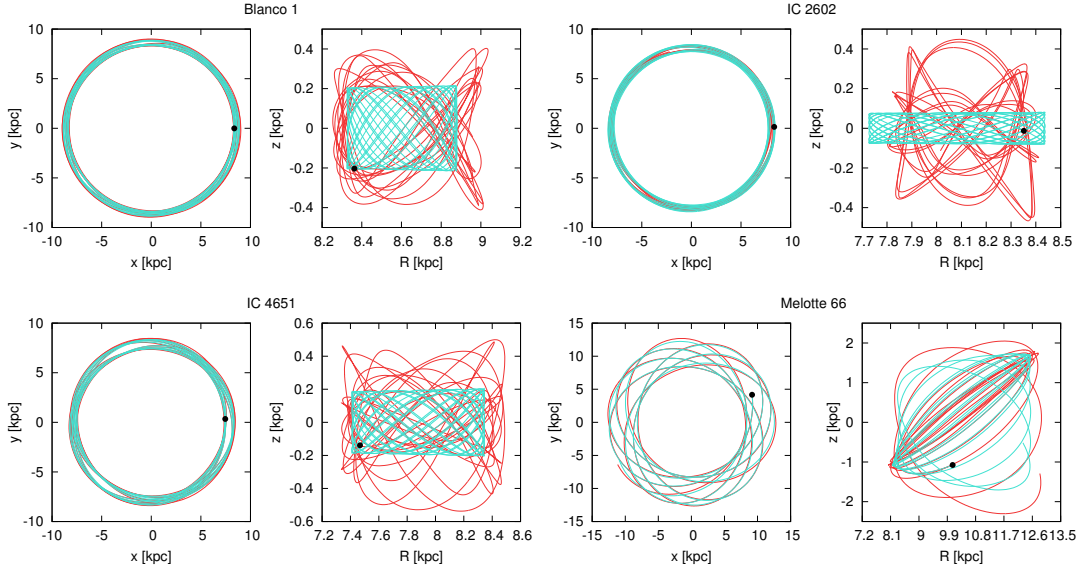 Blanco 1
10
5
0
-5
-10
y [kpc]
-10 -5 0 5 10
x [kpc]
0.4
0.2
0
-0.2
-0.4
z [kpc]
8.2 8.4 8.6 8.8 9 9.2
R [kpc]
IC 2602
10
5
0
-5
-10
y [kpc]
-10 -5 0 5 10
x [kpc]
0.4
0.2
0
-0.2
-0.4
z [kpc]
7.7 7.8 7.9 8 8.1 8.2 8.3 8.4 8.5
R [kpc]
IC 4651
10
5
0
-5
-10
y [kpc]
-10 -5 0 5 10
x [kpc]
0.6
0.4
0.2
0
-0.2
-0.4
-0.6
z [kpc]
7.2 7.4 7.6 7.8 8 8.2 8.4 8.6
R [kpc]
Melotte 66
15
10
5
0
-5
-10
-15
y [kpc]
-15 -10 -5 0 5 10 15
x [kpc]
2
1
0
-1
-2
z [kpc]
7.2 8.1 9 9.9 10.8 11.7 12.6 13.5
R [kpc]